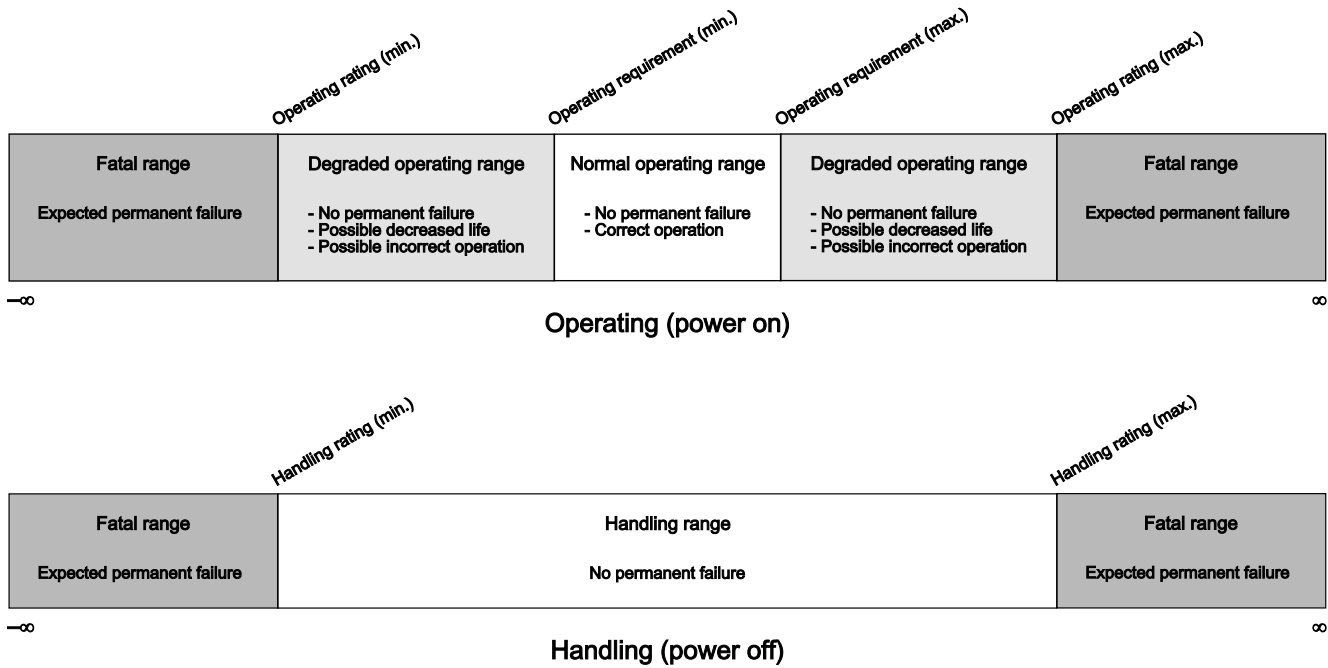 Operating rating (min.)
Operating requirement (min.)
Operating requirement (max.)
Operating rating (max.)
Fatal range
Expected permanent failure
Degraded operating range
- No permanent failure
- Possible decreased life
- Possible incorrect operation
Normal operating range
- No permanent failure
- Correct operation
Degraded operating range
- No permanent failure
- Possible decreased life
- Possible incorrect operation
Fatal range
Expected permanent failure
–∞
∞
Operating (power on)
Handling rating (min.)
Handling rating (max.)
Fatal range
Expected permanent failure
Handling range
No permanent failure
Fatal range
Expected permanent failure
–∞
∞
Handling (power off)